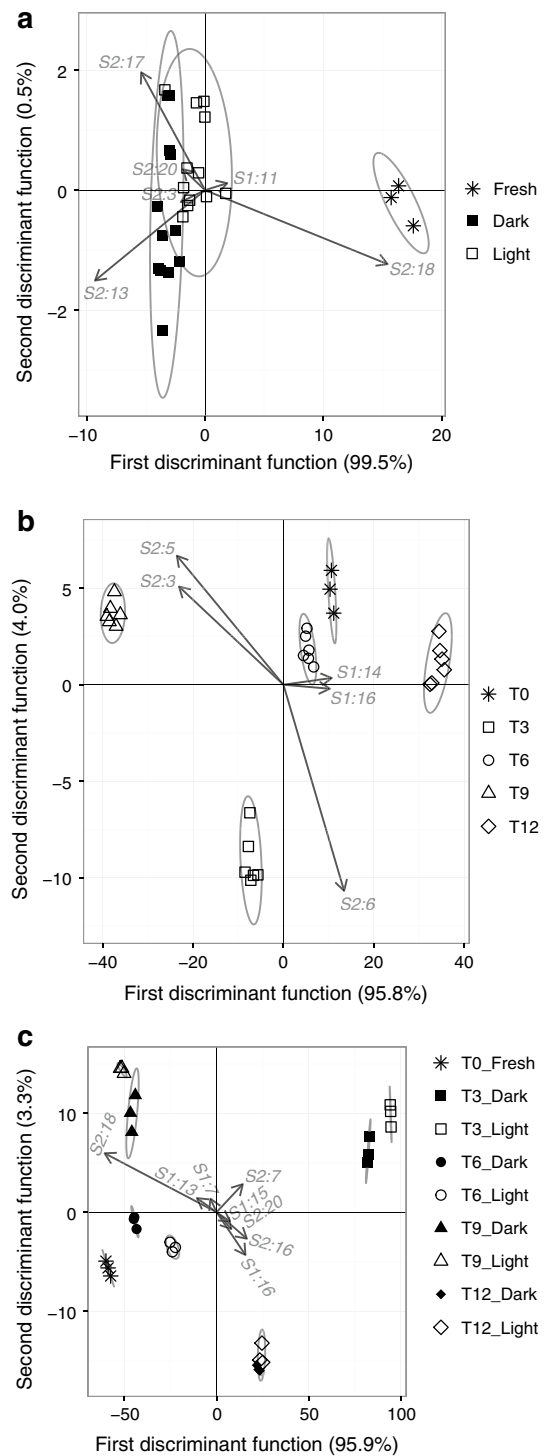 a
Second discriminant function (0.5%)
2
0
−2
S2:17
S2:20
S2:3
S1:11
S2:13
S2:18
−10
0
10
20
First discriminant function (99.5%)
Fresh
Dark
Light
b
Second discriminant function (4.0%)
5
0
−5
−10
S2:5
S2:3
S1:14
S1:16
S2:6
−40
−20
0
20
40
First discriminant function (95.8%)
T0
T3
T6
T9
T12
c
Second discriminant function (3.3%)
10
0
−10
S2:18
S1:13
S1:7
S2:7
S1:15
S2:20
S2:16
S1:16
−50
0
50
100
First discriminant function (95.9%)
T0_Fresh
T3_Dark
T3_Light
T6_Dark
T6_Light
T9_Dark
T9_Light
T12_Dark
T12_Light